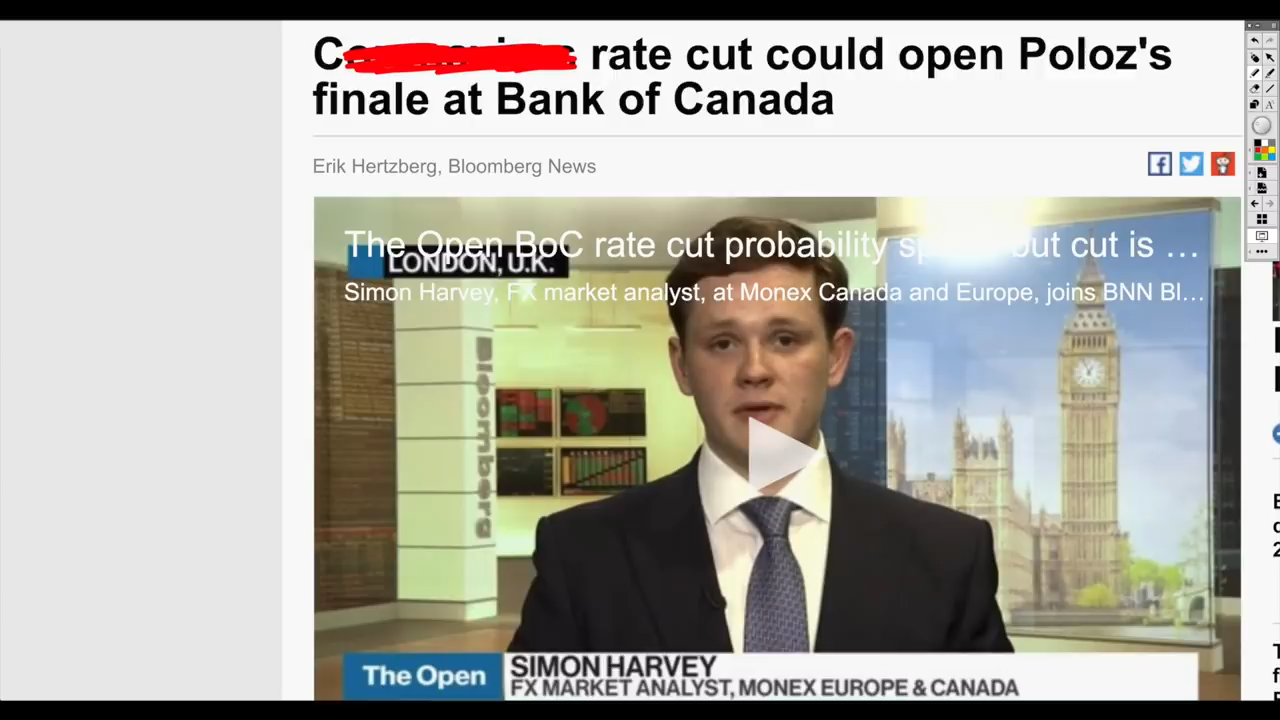 rate cut could open Poloz's
finale at Bank of Canada
Erik Hertzberg, Bloomberg News
The Open BoC rate cut probability but cut is ...
LONDON, U.K.
Simon Harvey, FX market analyst, at Monex Canada and Europe, joins BNN Bl...
Bloomberg
The Open
SIMON HARVEY
FX MARKET ANALYST, MONEX EUROPE & CANADA